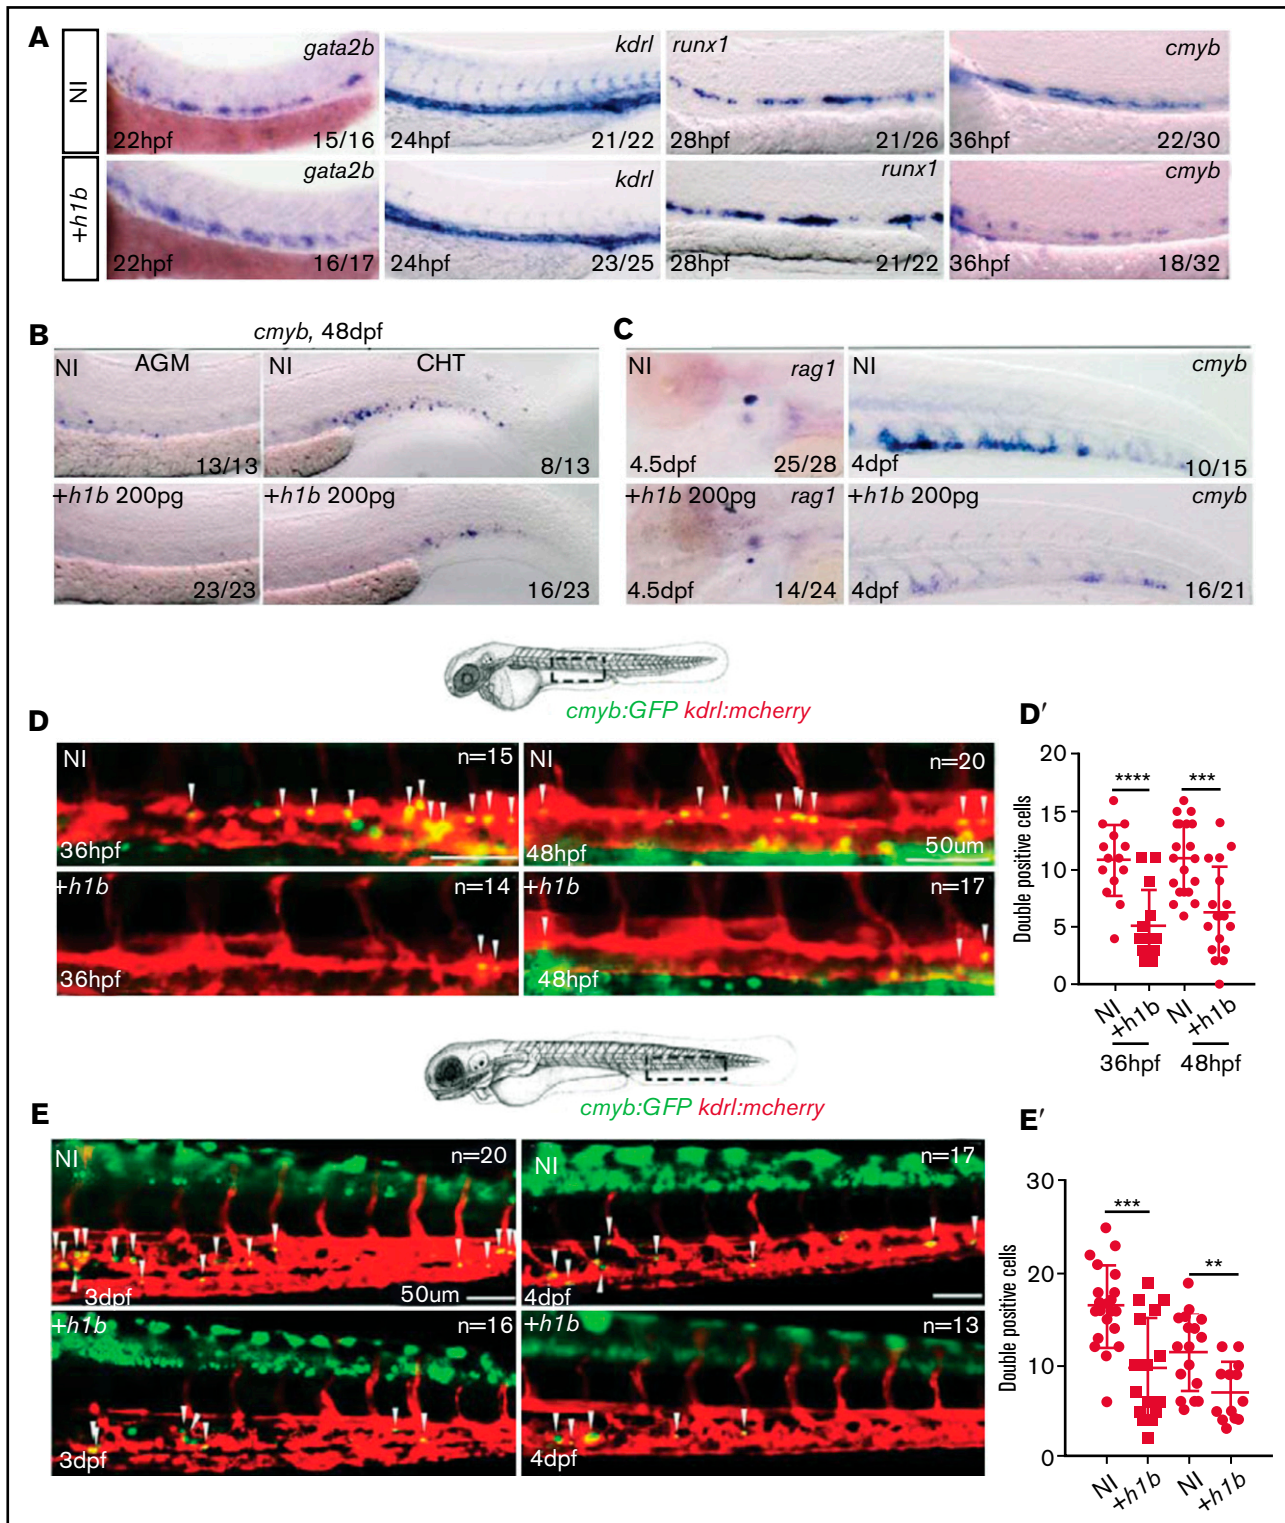 A
NI
gata2b
22hpf
15/16
kdrl
24hpf
21/22
runx1
28hpf
21/26
cmyb
36hpf
22/30
+h1b
gata2b
22hpf
16/17
kdrl
24hpf
23/25
runx1
28hpf
21/22
cmyb
36hpf
18/32
B
cmyb, 48dpf
NI
AGM
13/13
NI
CHT
8/13
+h1b 200pg
23/23
+h1b 200pg
16/23
C
NI
rag1
4.5dpf
25/28
NI
cmyb
4dpf
10/15
+h1b 200pg
rag1
4.5dpf
14/24
+h1b 200pg
cmyb
4dpf
16/21
cmyb:GFP kdrl:mcherry
D
NI
n=15
36hpf
NI
n=20
48hpf
50um
+h1b
n=14
36hpf
+h1b
n=17
48hpf
D'
Double positive cells
20
15
10
5
0
****
***
NI
+h1b
NI
+h1b
36hpf
48hpf
cmyb:GFP kdrl:mcherry
E
NI
n=20
3dpf
50um
NI
n=17
4dpf
+h1b
n=16
3dpf
+h1b
n=13
4dpf
E'
Double positive cells
30
20
10
0
***
**
NI
+h1b
NI
+h1b